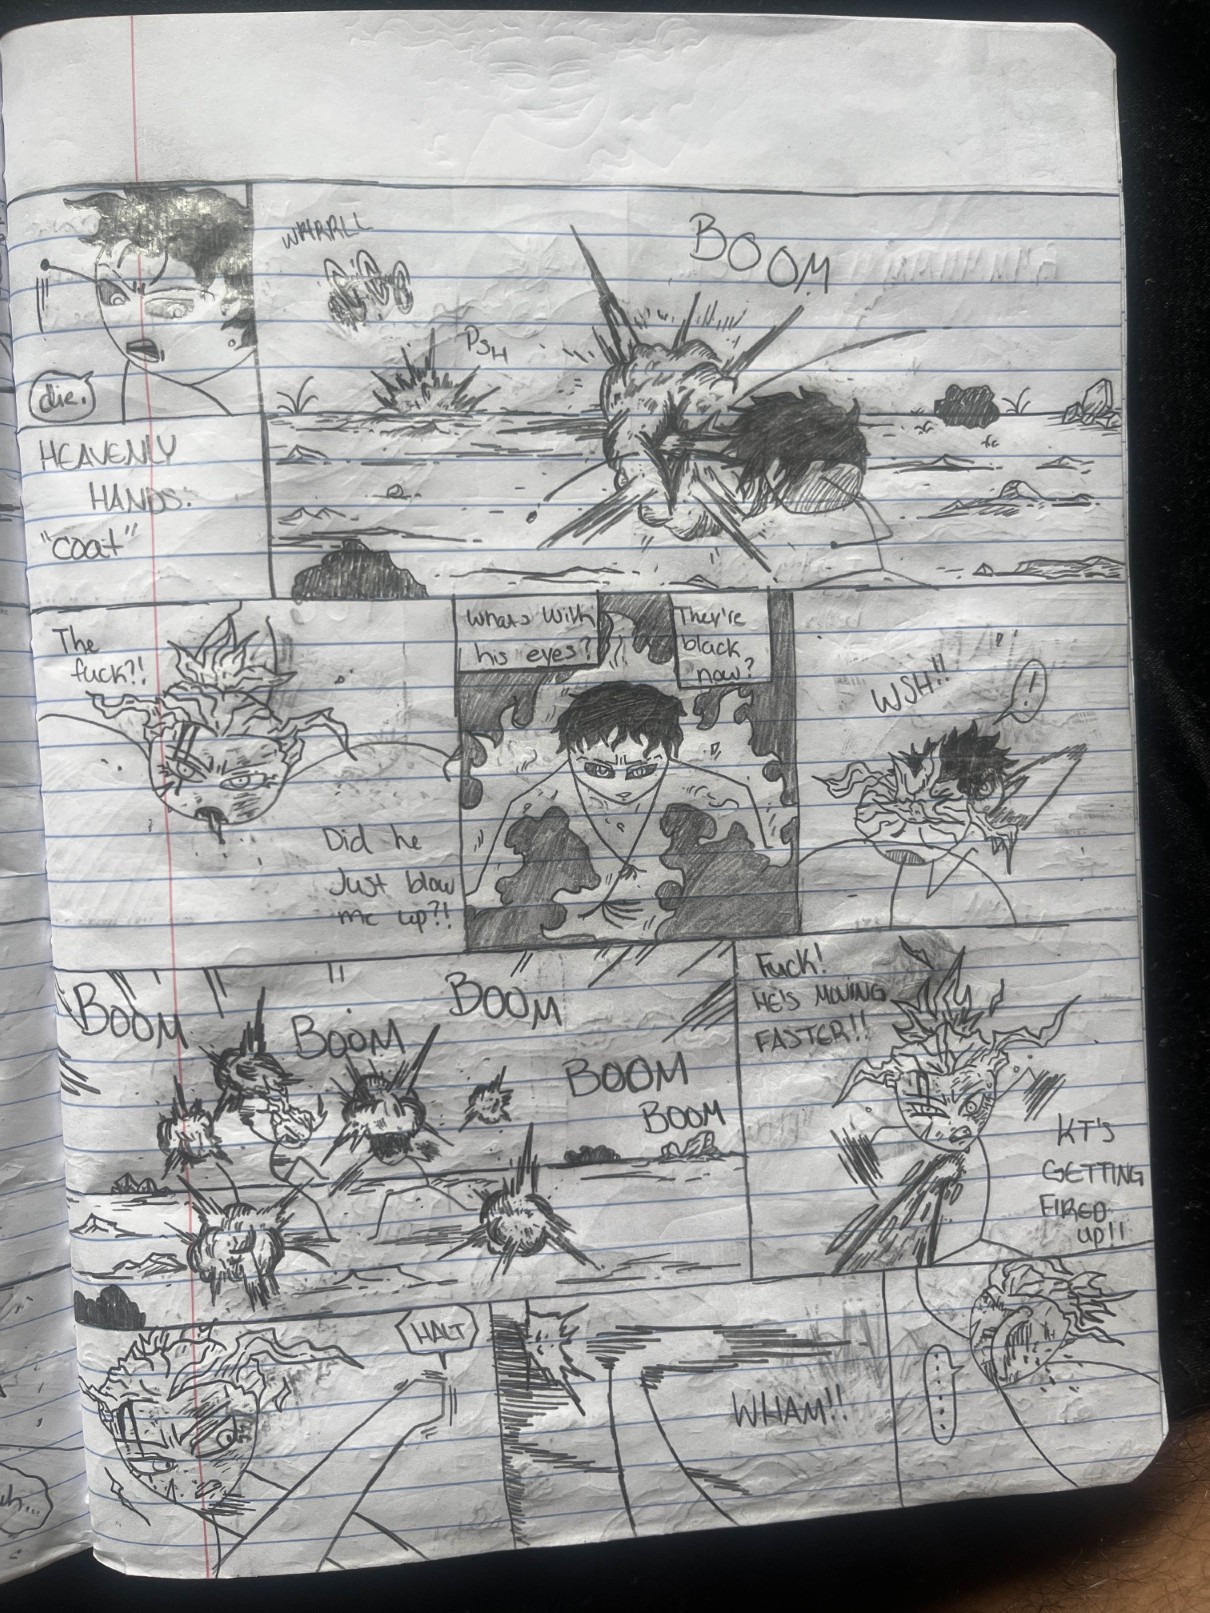 die.
HEAVENLY
HANDS:
"coat"
WHRRLL
PSH
BOOM
The
fuck?!
Did he
Just blow
me up?!
Whats with
his eyes?
They're
black
now?
WSH!!
!
BOOM
BOOM
BOOM
BOOM
BOOM
Fuck!
HE'S MOVING
FASTER!!
KT's
GETTING
FIRED
up!!
HALT
WHAM!!